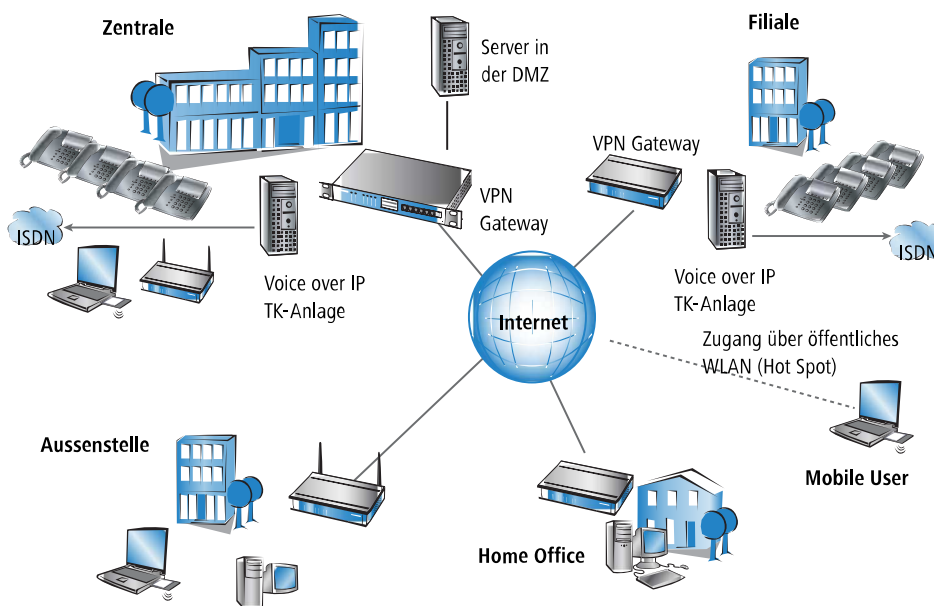 Zentrale
Server in
der DMZ
Filiale
VPN Gateway
VPN
Gateway
ISDN
Voice over IP
TK-Anlage
Internet
Voice over IP
TK-Anlage
ISDN
Zugang über öffentliches
WLAN (Hot Spot)
Mobile User
Aussenstelle
Home Office